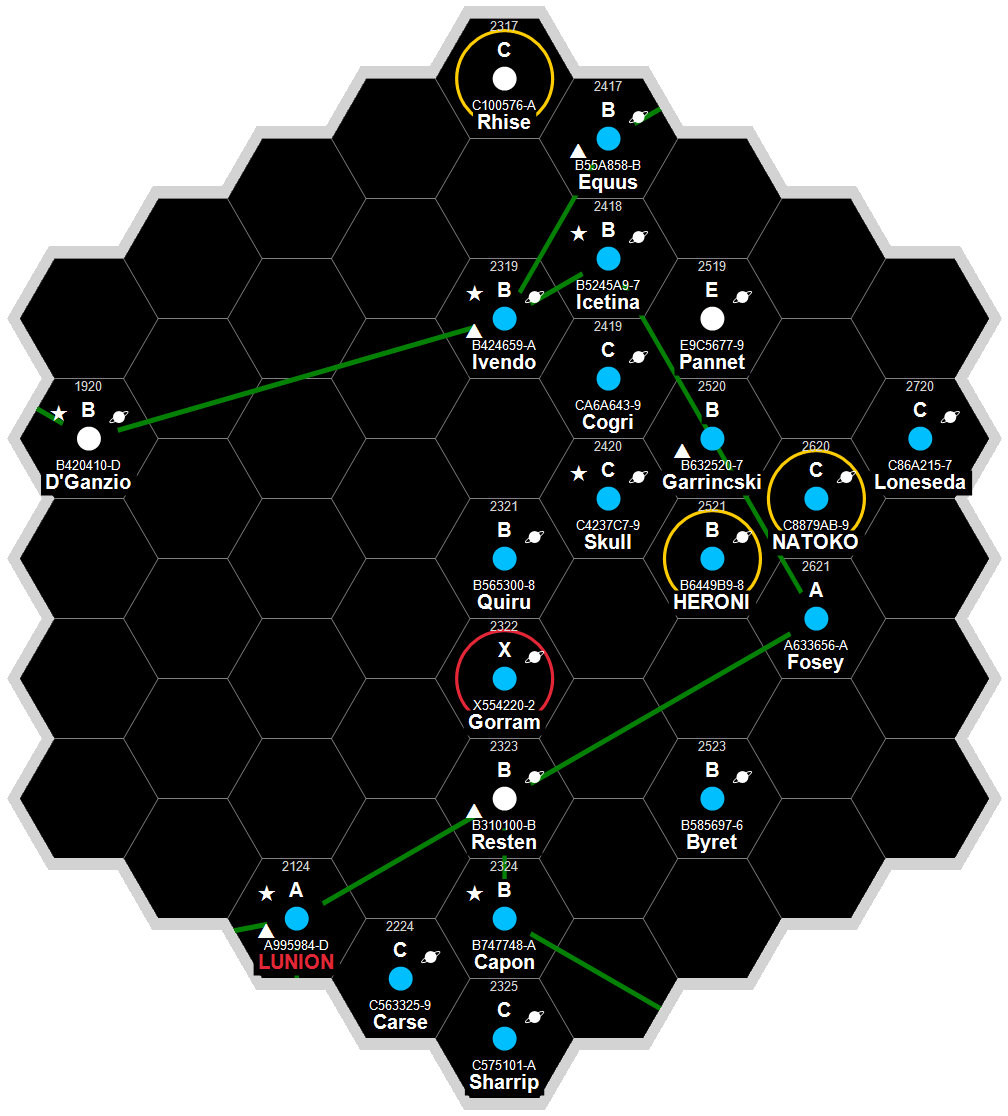 2317
C
C100576-A
Rhise
2417
B
B55A858-B
Equus
2418
B
B5245A9-7
Icetina
2319
B
B424659-A
Ivendo
2519
E
E9C5677-9
Pannet
2419
C
CA6A643-9
Cogri
1920
B
B420410-D
D'Ganzio
2520
B
B632520-7
Garrincski
2720
C
C86A215-7
Loneseda
2420
C
C4237C7-9
Skull
2620
C
C8879AB-9
NATOKO
2321
B
B565300-8
Quiru
2521
B
B6449B9-8
HERONI
2621
A
A633656-A
Fosey
2322
X
X554220-2
Gorram
2323
B
B310100-B
Resten
2523
B
B585697-6
Byret
2124
A
A995984-D
LUNION
2324
B
B747748-A
Capon
2224
C
C563325-9
Carse
2325
C
C575101-A
Sharrip